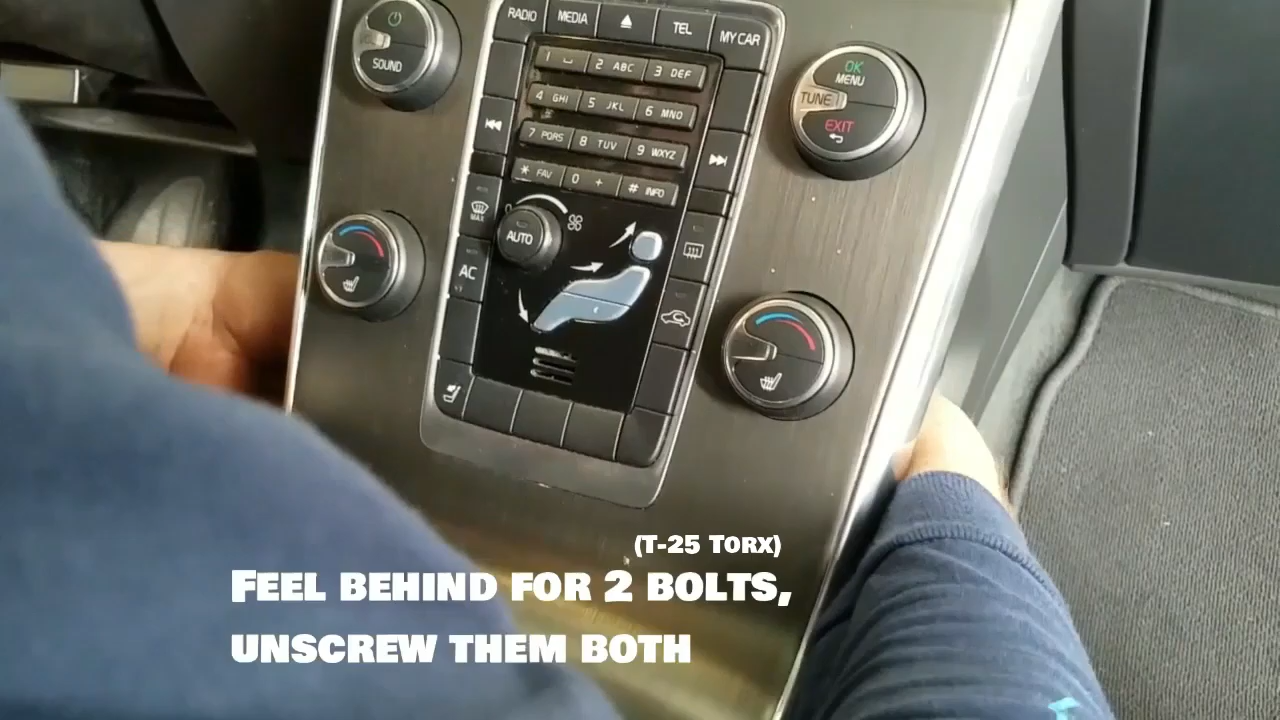 RADIO
MEDIA
TEL
MY CAR
SOUND
1
2 ABC
3 DEF
4 GHI
5 JKL
6 MNO
7 PQRS
8 TUV
9 WXYZ
* FAV
0 +
# INFO
OK
MENU
TUNE
EXIT
MAX
AUTO
AC
(T-25 Torx)
Feel behind for 2 bolts,
unscrew them both